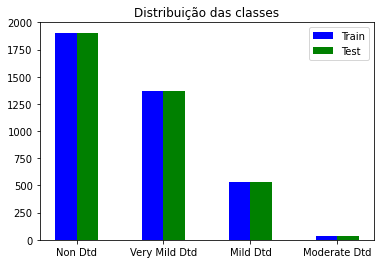 Distribuição das classes
Train
Test
2000
1750
1500
1250
1000
750
500
250
0
Non Dtd
Very Mild Dtd
Mild Dtd
Moderate Dtd